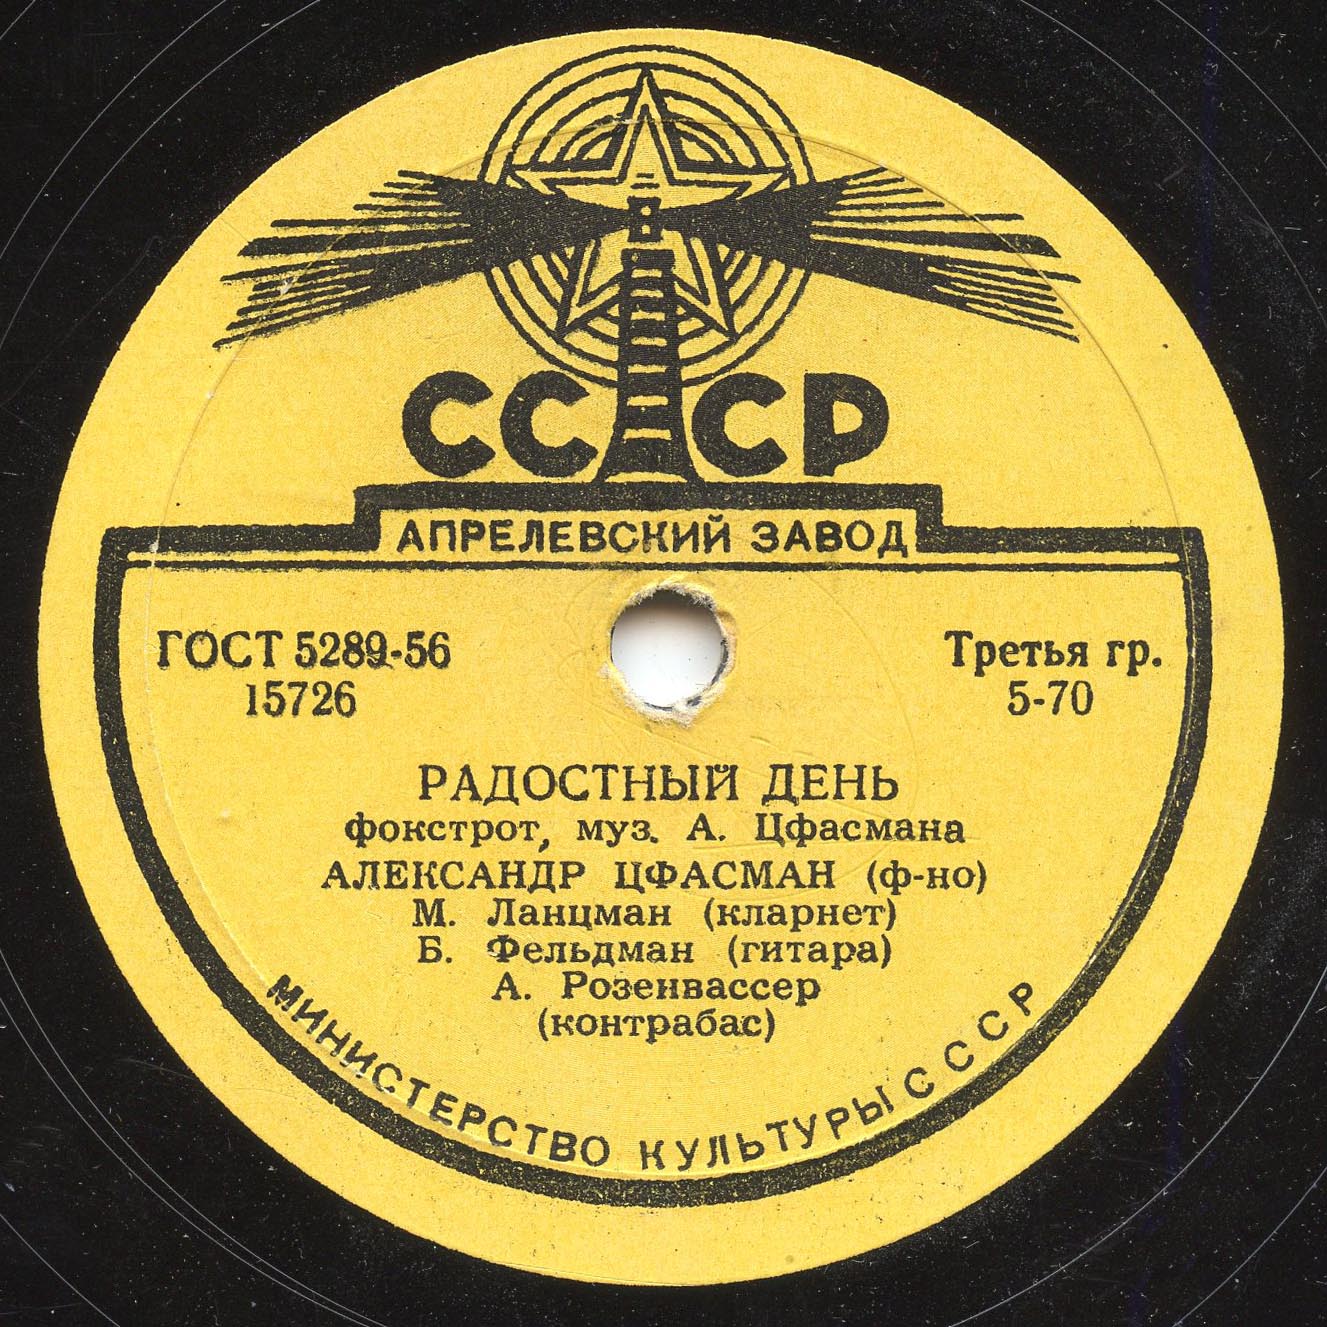 СССР
АПРЕЛЕВСКИЙ ЗАВОД
ГОСТ 5289-56
15726
Третья гр.
5-70
РАДОСТНЫЙ ДЕНЬ
фокстрот, муз. А. Цфасмана
АЛЕКСАНДР ЦФАСМАН (ф-но)
М. Ланцман (кларнет)
Б. Фельдман (гитара)
А. Розенвассер
(контрабас)
МИНИСТЕРСТВО КУЛЬТУРЫ СССР